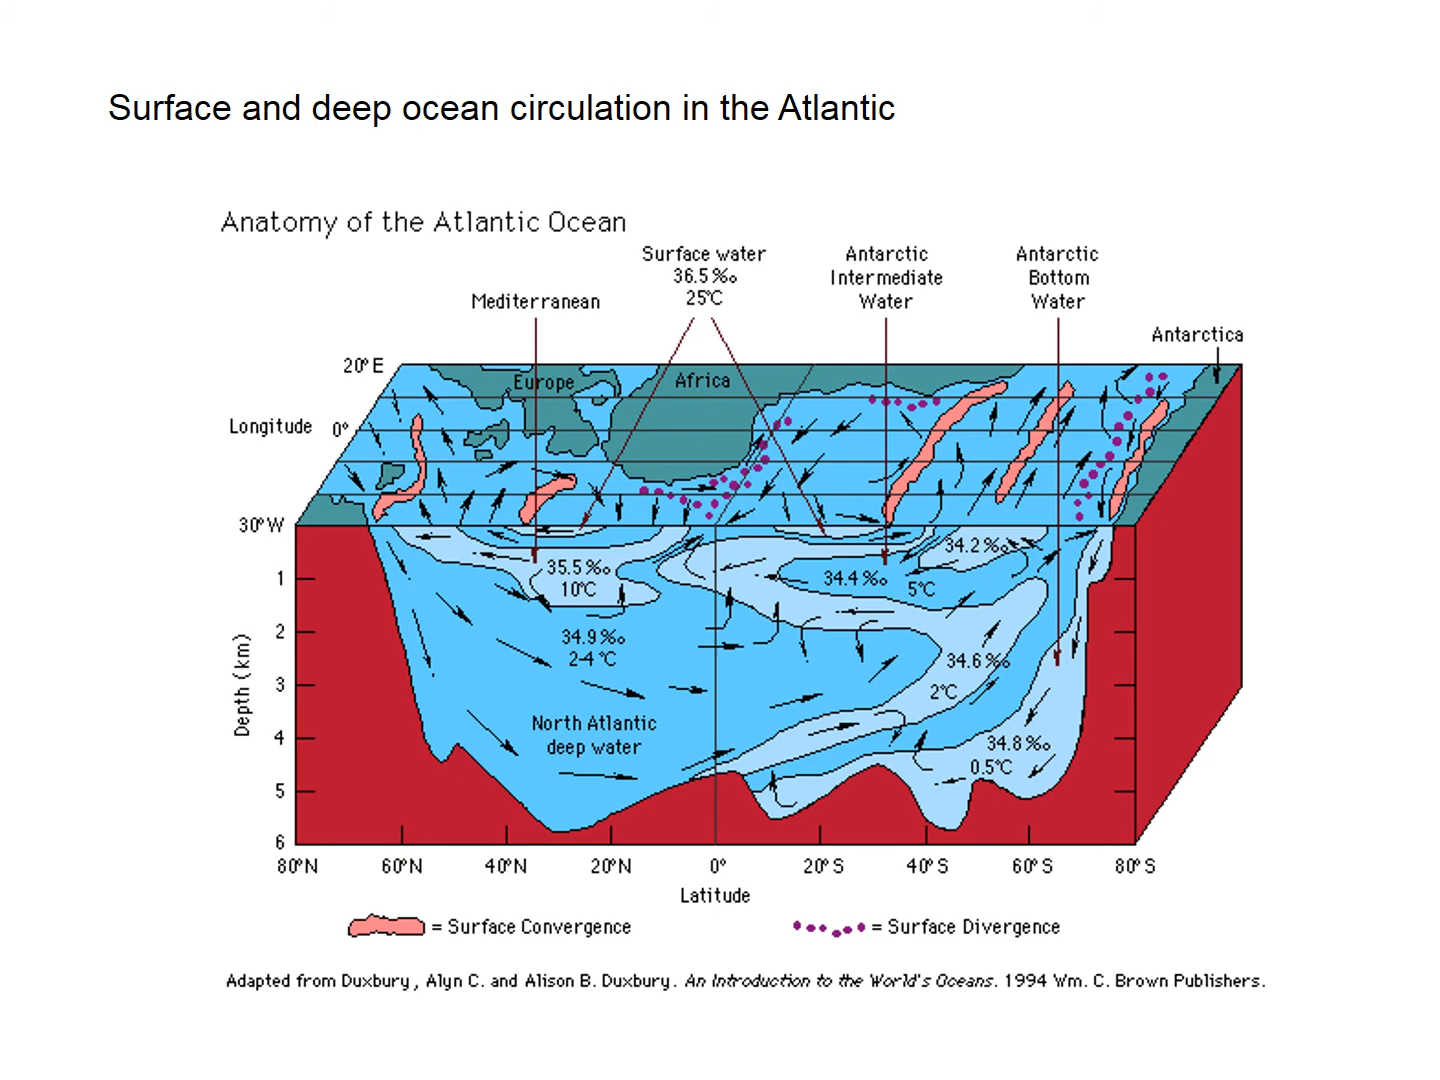 Surface and deep ocean circulation in the Atlantic
Anatomy of the Atlantic Ocean
Surface water
36.5 ‰
25°C
Antarctic
Intermediate
Water
Antarctic
Bottom
Water
Mediterranean
Antarctica
20° E
Europe
Africa
Longitude
0°
30° W
34.2 ‰
35.5 ‰
10°C
34.4 ‰ 5°C
1
2
3
4
5
6
Depth (km)
34.9 ‰
2-4 °C
34.6 ‰
2°C
North Atlantic
deep water
34.8 ‰
0.5°C
80°N 60°N 40°N 20°N 0° 20°S 40°S 60°S 80°S
Latitude
= Surface Convergence
= Surface Divergence
Adapted from Duxbury, Alyn C. and Alison B. Duxbury. An Introduction to the World's Oceans. 1994 Wm. C. Brown Publishers.